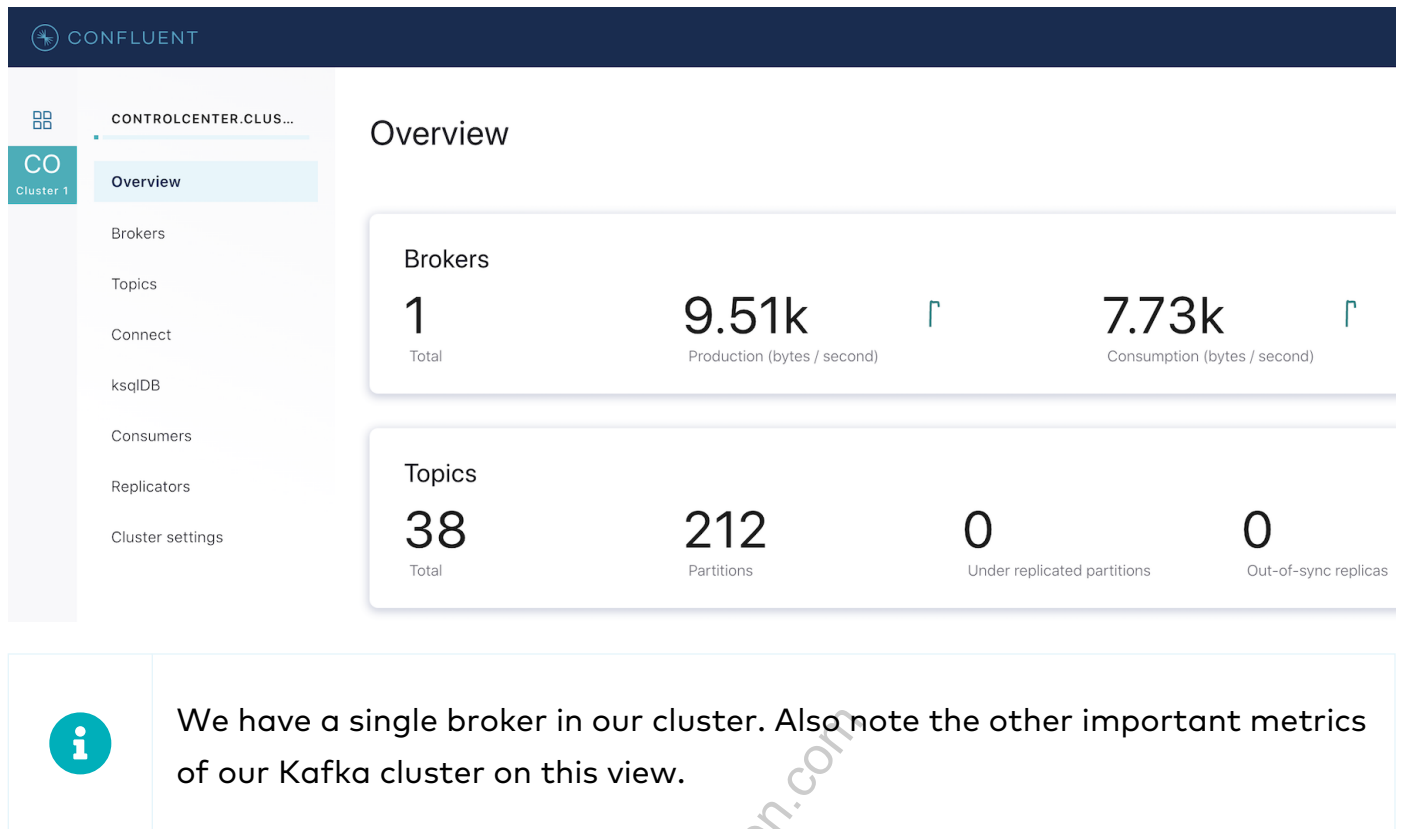 CONFLUENT
CONTROLCENTER.CLUS...
CO
Cluster 1
Overview
Brokers
Topics
Connect
ksqlDB
Consumers
Replicators
Cluster settings
Overview
Brokers
1 9.51k 7.73k
Total Production (bytes / second) Consumption (bytes / second)
Topics
38 212 0 0
Total Partitions Under replicated partitions Out-of-sync replicas
We have a single broker in our cluster. Also note the other important metrics
of our Kafka cluster on this view.
n.com